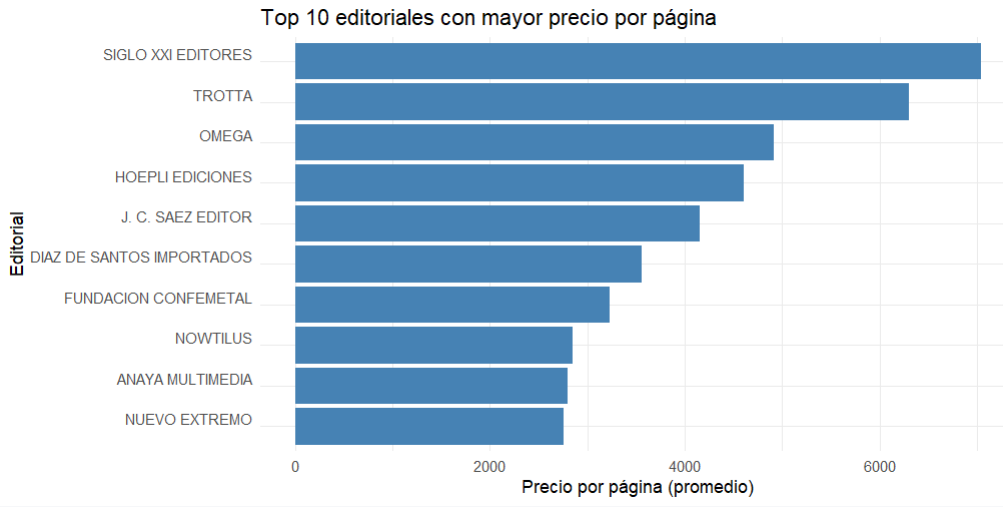 Top 10 editoriales con mayor precio por página
SIGLO XXI EDITORES
TROTTA
OMEGA
HOEPLI EDICIONES
J. C. SAEZ EDITOR
DIAZ DE SANTOS IMPORTADOS
FUNDACION CONFEMETAL
NOWTILUS
ANAYA MULTIMEDIA
NUEVO EXTREMO
Editorial
0 2000 4000 6000
Precio por página (promedio)